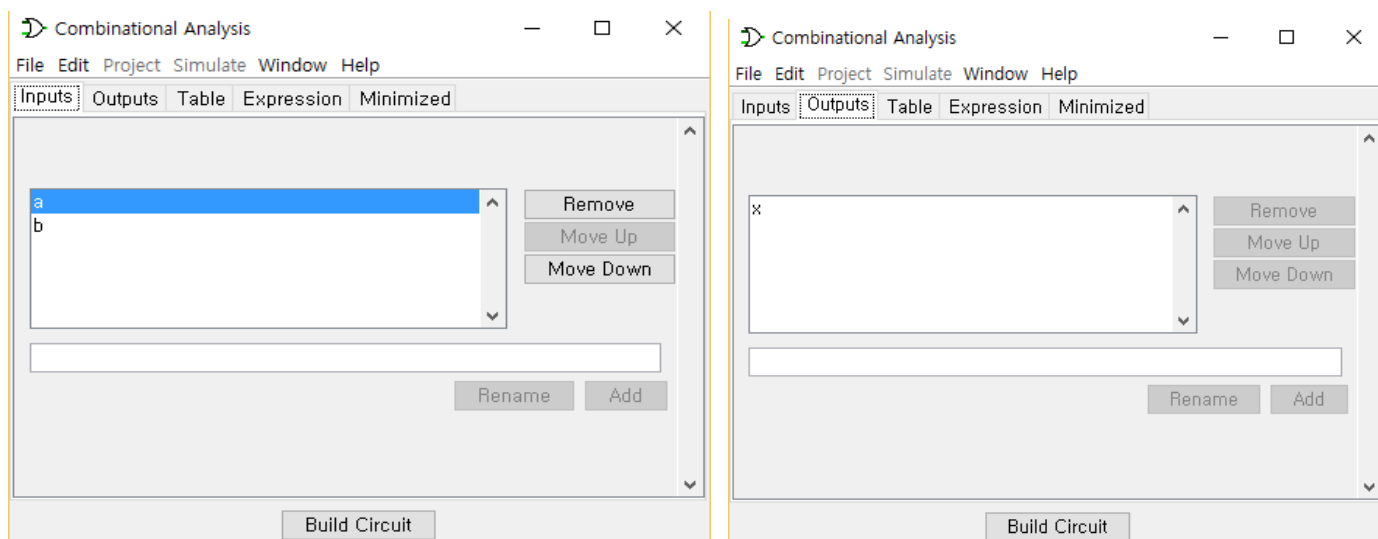 Combinational Analysis
File Edit Project Simulate Window Help
Inputs Outputs Table Expression Minimized
a
b
Remove
Move Up
Move Down
Rename Add
Build Circuit
Combinational Analysis
File Edit Project Simulate Window Help
Inputs Outputs Table Expression Minimized
x
Remove
Move Up
Move Down
Rename Add
Build Circuit